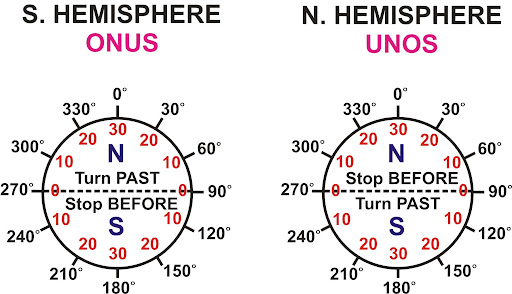 S. HEMISPHERE
ONUS
0°
330° 30°
30
20 20
300° 60°
10 N 10
Turn PAST
270° 0 0 90°
Stop BEFORE
10 S 10
240° 120°
20 20
30
210° 150°
180°
N. HEMISPHERE
UNOS
0°
330° 30°
30
20 20
300° 60°
10 N 10
Stop BEFORE
270° 0 0 90°
Turn PAST
10 S 10
240° 120°
20 20
30
210° 150°
180°